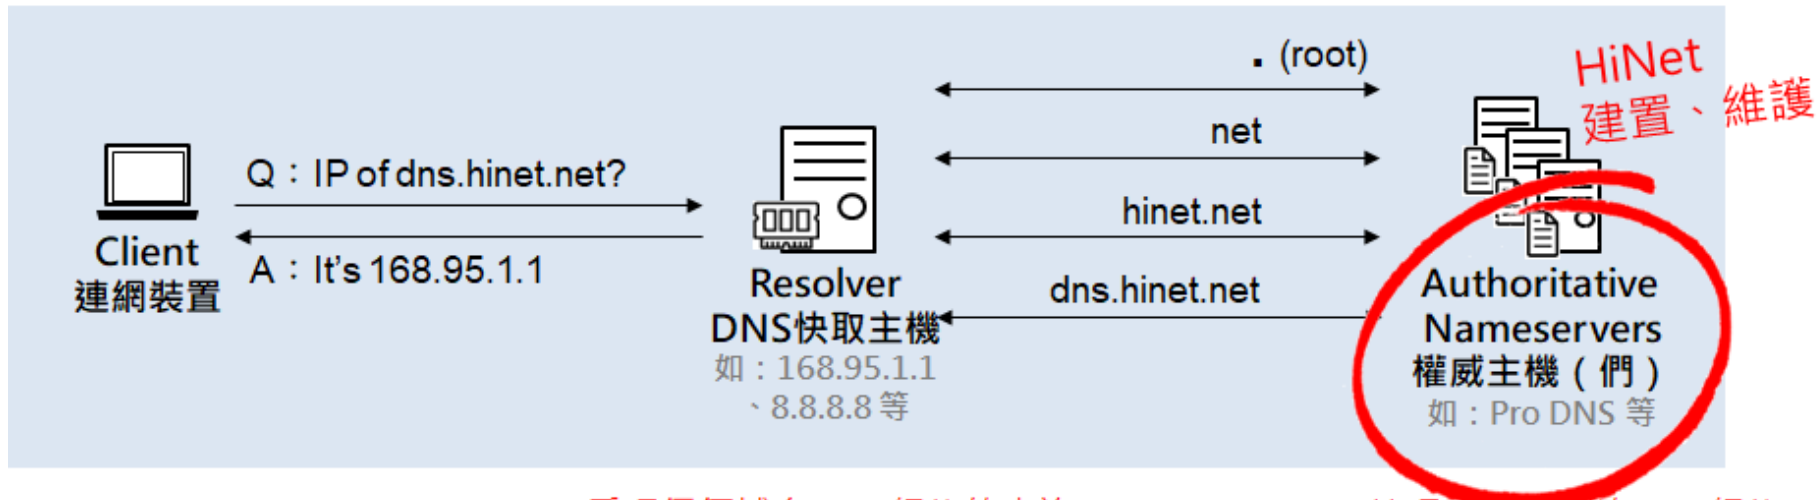 . (root)
HiNet
建置、維護
net
Q：IP of dns.hinet.net?
hinet.net
A：It's 168.95.1.1
dns.hinet.net
Client
連網裝置
Resolver
DNS快取主機
如：168.95.1.1
、8.8.8.8 等
Authoritative
Nameservers
權威主機（們）
如：Pro DNS 等